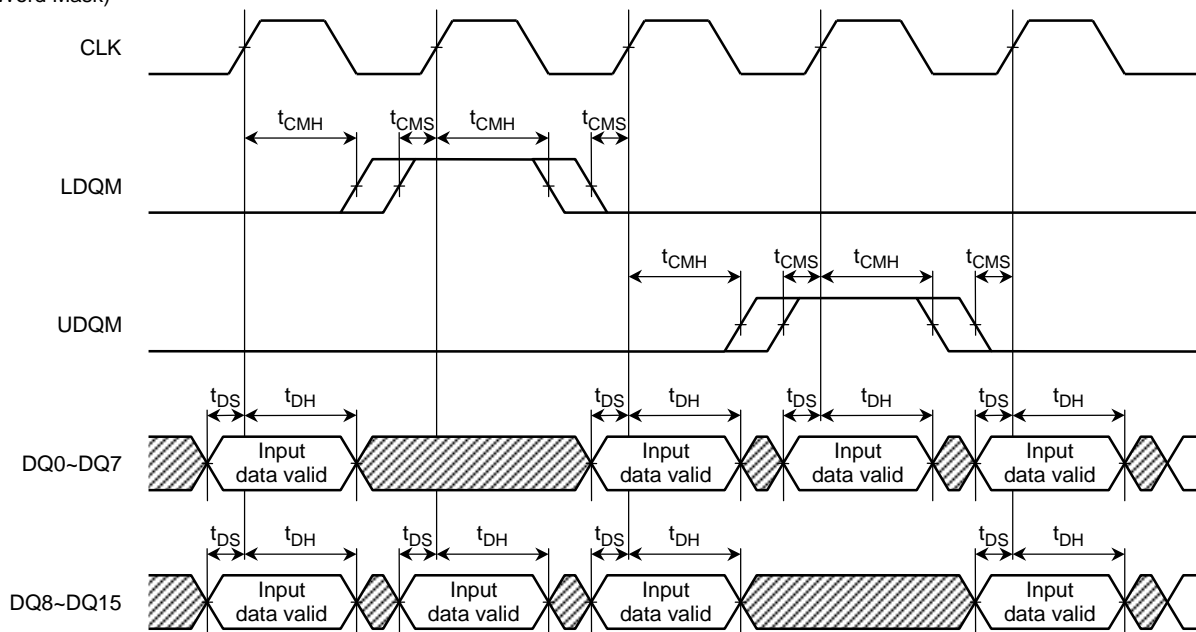 Word Mask)
CLK
tCMH tCMS tCMH tCMS
LDQM
tCMH tCMS tCMH tCMS
UDQM
tDS tDH tDS tDH tDS tDH tDS tDH
DQ0~DQ7
Input data valid
Input data valid
Input data valid
Input data valid
tDS tDH tDS tDH tDS tDH tDS tDH
DQ8~DQ15
Input data valid
Input data valid
Input data valid
Input data valid